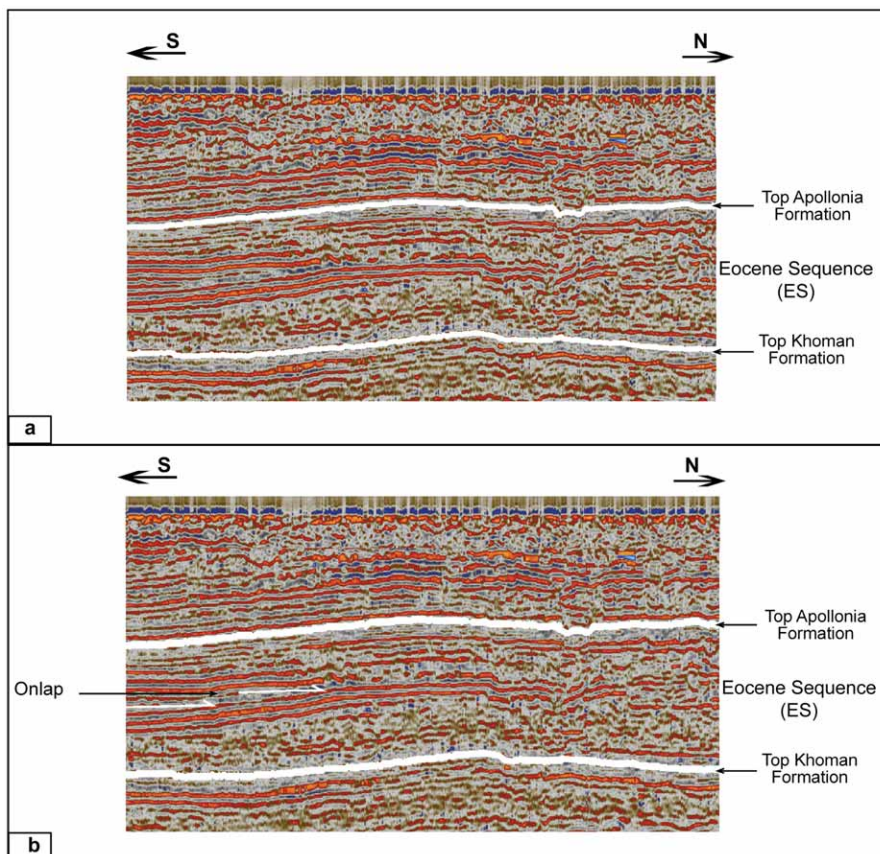 S N
Top Apollonia
Formation
Eocene Sequence
(ES)
Top Khoman
Formation
a
S N
Top Apollonia
Formation
Onlap
Eocene Sequence
(ES)
Top Khoman
Formation
b